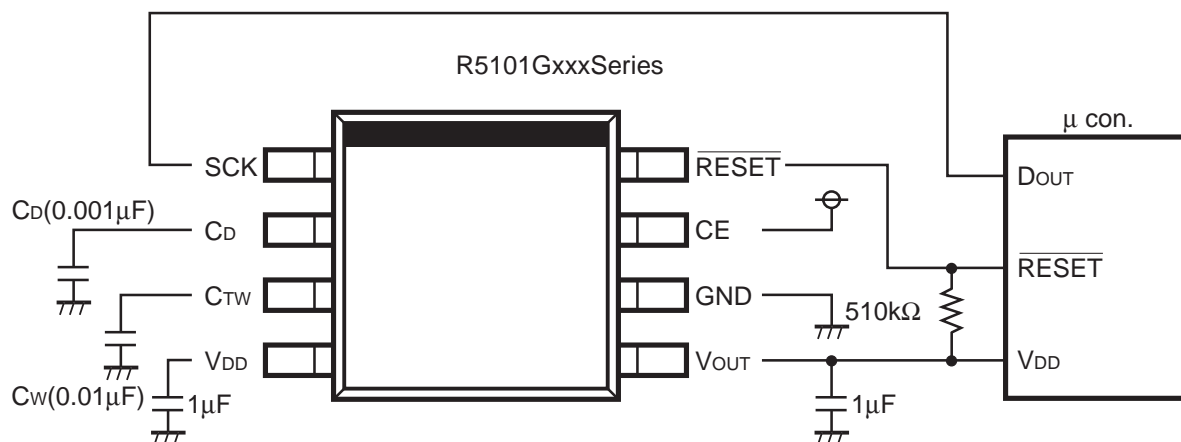 R5101GxxxSeries
μ con.
SCK
RESET
DOUT
CD(0.001μF)
CD
CE
CTW
GND
510kΩ
RESET
VDD
VOUT
VDD
CW(0.01μF)
1μF
1μF